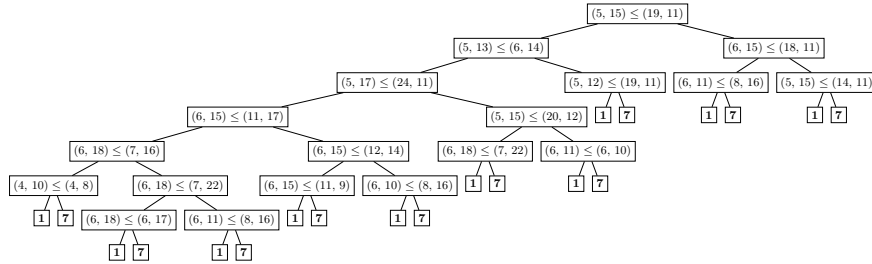 (5, 15) ≤ (19, 11)
(5, 13) ≤ (6, 14) (6, 15) ≤ (18, 11)
(5, 17) ≤ (24, 11) (5, 12) ≤ (19, 11) (6, 11) ≤ (8, 16) (5, 15) ≤ (14, 11)
(6, 15) ≤ (11, 17) (5, 15) ≤ (20, 12) 1 7 1 7 1 7
(6, 18) ≤ (7, 16) (6, 15) ≤ (12, 14) (6, 18) ≤ (7, 22) (6, 11) ≤ (6, 10)
(4, 10) ≤ (4, 8) (6, 18) ≤ (7, 22) (6, 15) ≤ (11, 9) (6, 10) ≤ (8, 16) 1 7 1 7
1 7 (6, 18) ≤ (6, 17) (6, 11) ≤ (8, 16) 1 7 1 7
1 7 1 7